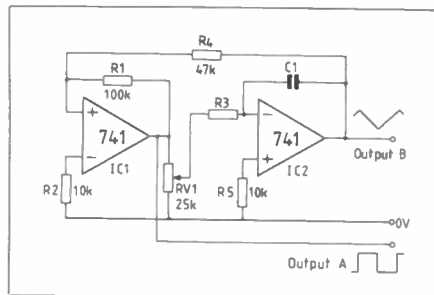 R4
47k
R1
100k
C1
R3
+
741
−
IC1
−
741
+
IC2
Output B
R2
10k
RV1
25k
R5
10k
0V
Output A